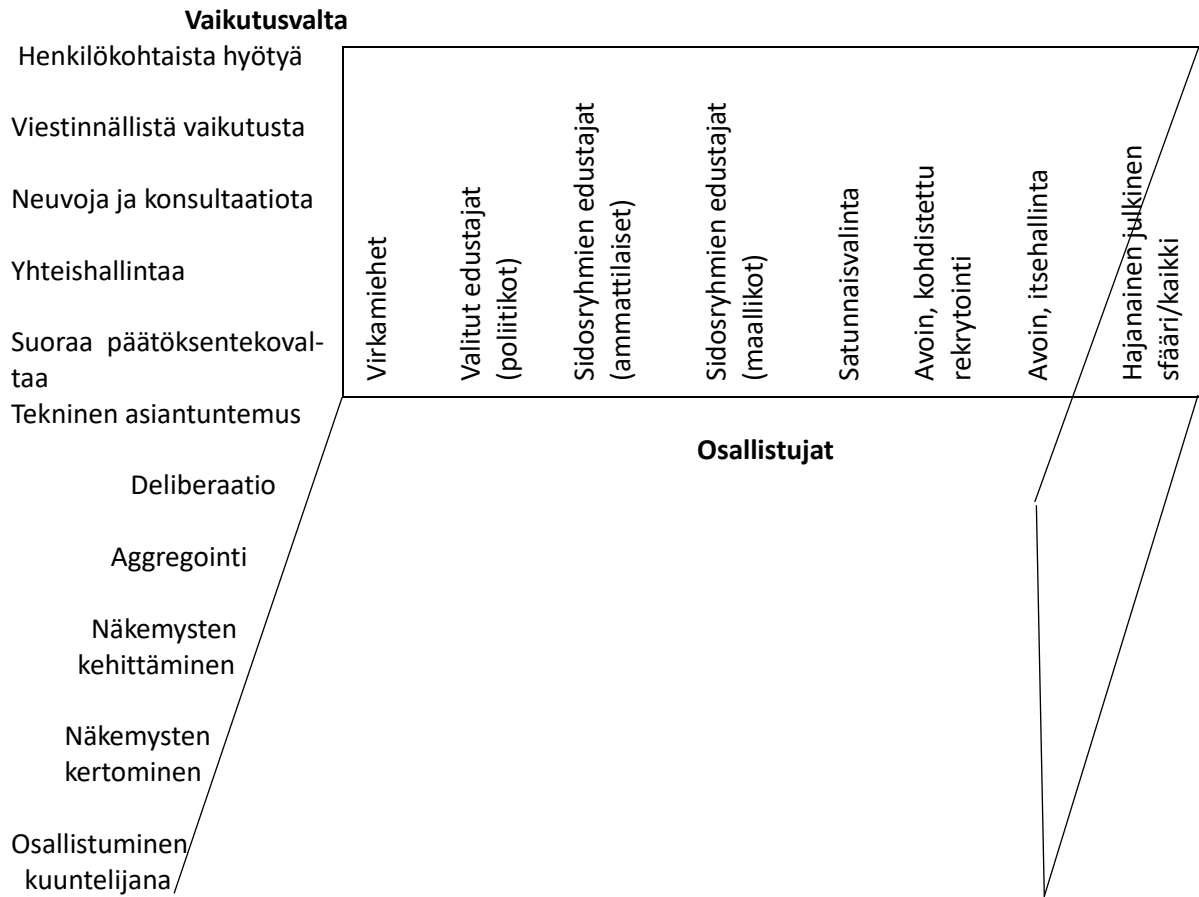 Vaikutusvalta
Henkilökohtaista hyötyä
Viestinnällistä vaikutusta
Neuvoja ja konsultaatiota
Yhteishallintaa
Suoraa päätöksentekoval-
taa
Virkamiehet
Valitut edustajat
(poliitikot)
Sidosryhmien edustajat
(ammattilaiset)
Sidosryhmien edustajat
(maallikot)
Satunnaisvalinta
Avoin, kohdistettu
rekrytointi
Avoin, itsehallinta
Hajanainen julkinen
sfääri/kaikki
Osallistujat
Tekninen asiantuntemus
Deliberaatio
Aggregointi
Näkemysten
kehittäminen
Näkemysten
kertominen
Osallistuminen
kuuntelijana